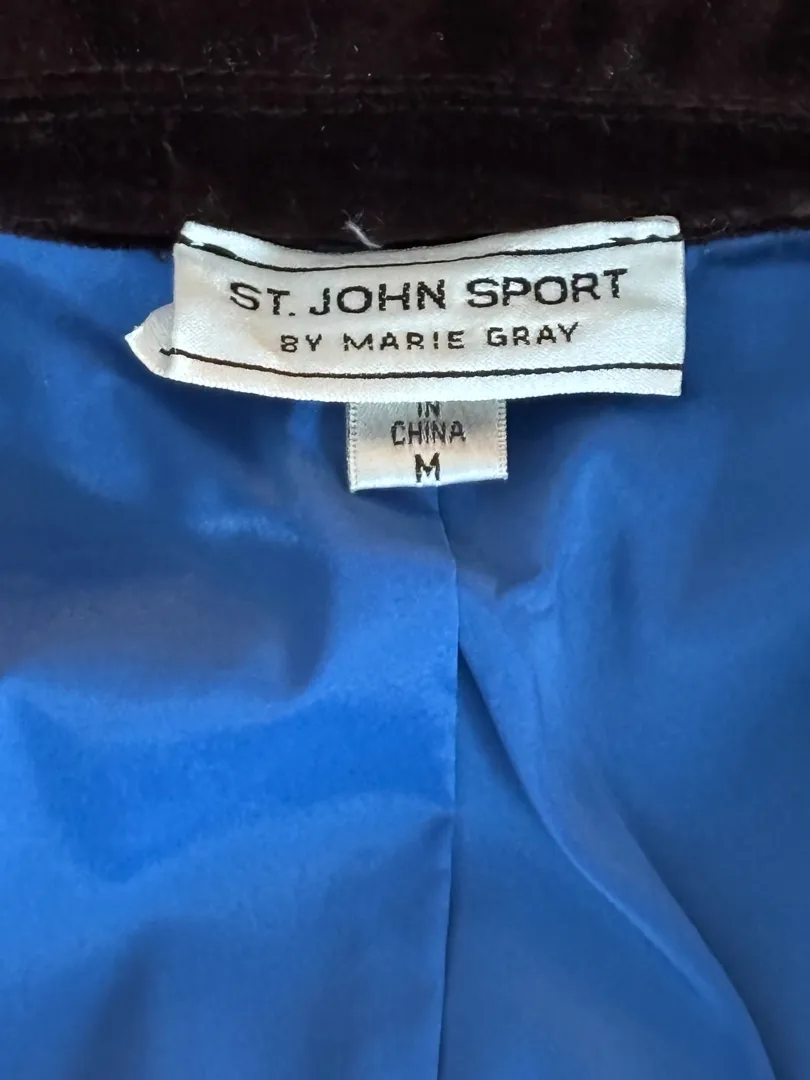 ST. JOHN SPORT
BY MARIE GRAY
IN
CHINA
M